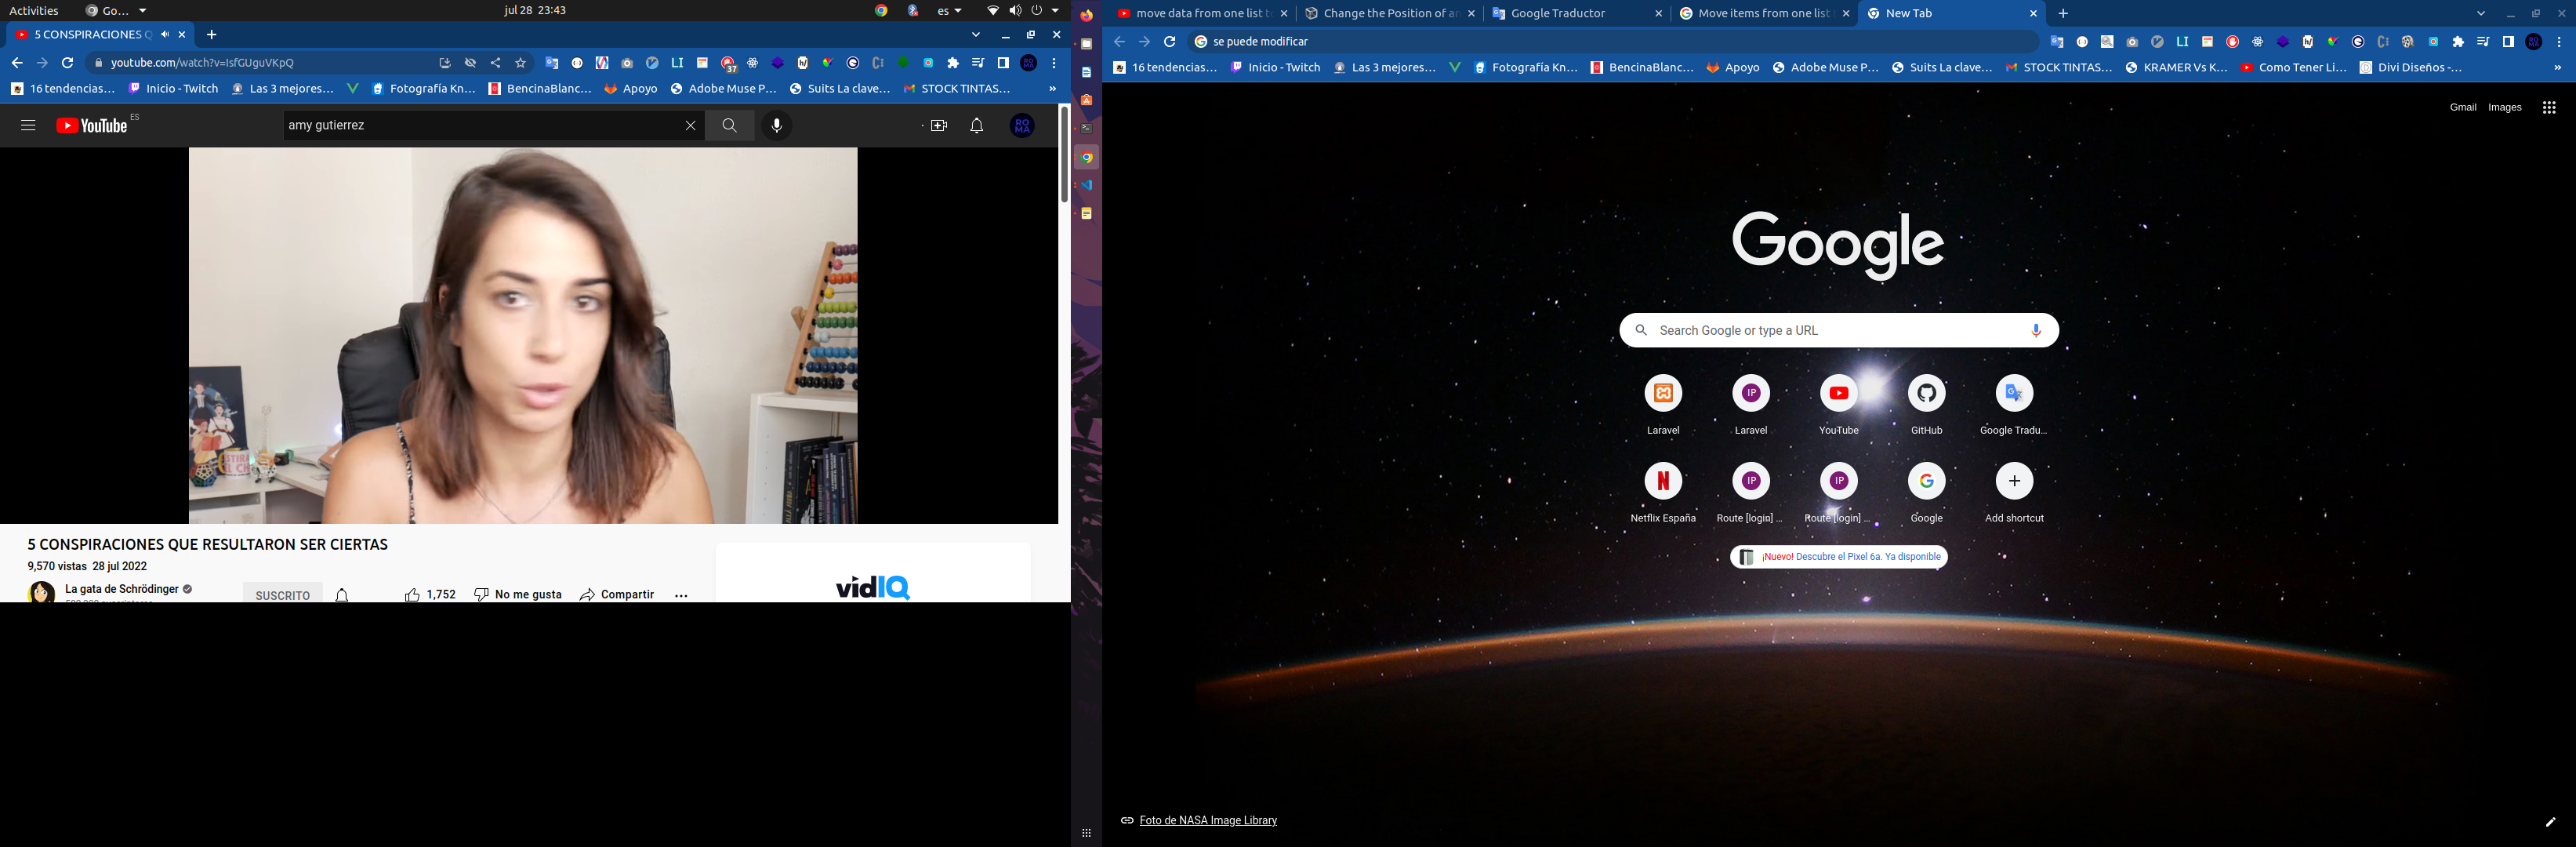 Activities
Go...
jul 28 23:43
es
5 CONSPIRACIONES Q
youtube.com/watch?v=IsfGUguVKpQ
37
16 tendencias...
Inicio - Twitch
Las 3 mejores...
Fotografía Kn...
BencinaBlanc...
Apoyo
Adobe Muse P...
Suits La clave...
STOCK TINTAS...
»
YouTube ES
amy gutierrez
RO
MA
5 CONSPIRACIONES QUE RESULTARON SER CIERTAS
9,570 vistas 28 jul 2022
La gata de Schrödinger
SUSCRITO
1,752
No me gusta
Compartir
...
vidIQ
move data from one list t
Change the Position of an
Google Traductor
Move items from one list
New Tab
se puede modificar
16 tendencias...
Inicio - Twitch
Las 3 mejores...
Fotografía Kn...
BencinaBlanc...
Apoyo
Adobe Muse P...
Suits La clave...
STOCK TINTAS...
KRAMER Vs K...
Como Tener Li...
Divi Diseños -...
»
Gmail
Images
Google
Search Google or type a URL
IP
Laravel
Laravel
YouTube
GitHub
Google Tradu...
IP
IP
Netflix España
Route [login] ...
Route [login] ...
Google
Add shortcut
¡Nuevo! Descubre el Pixel 6a. Ya disponible
Foto de NASA Image Library